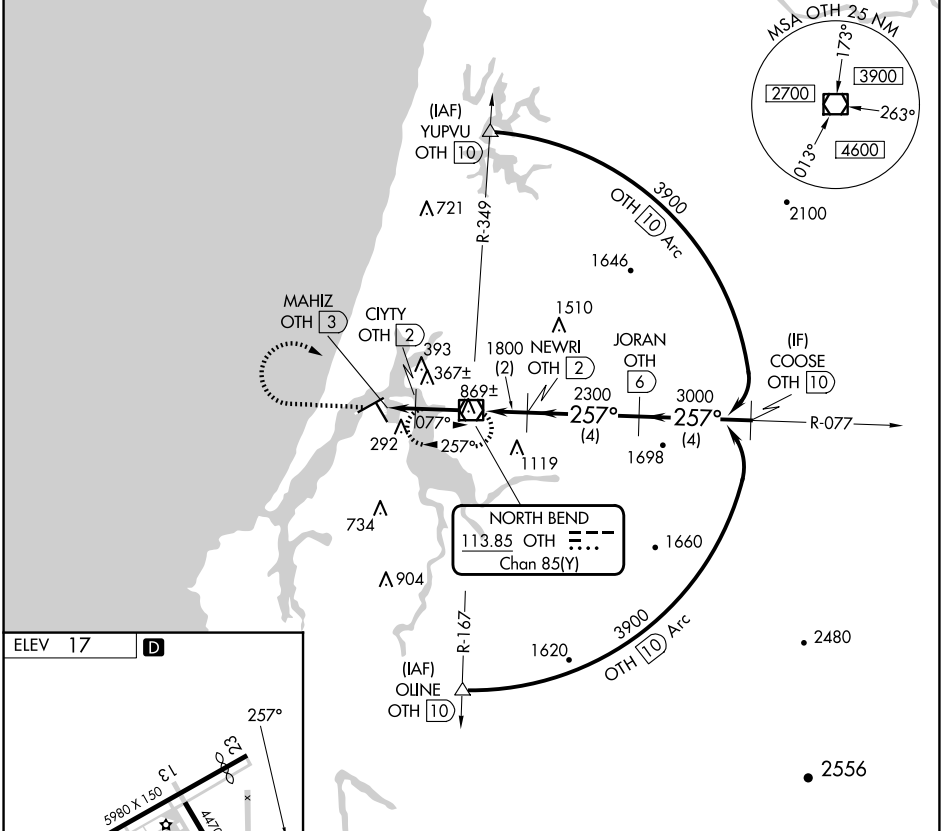 MSA OTH 25 NM
173°
3900
2700
263°
013°
4600
(IAF)
YUPVU
OTH 10
3900
OTH 10 Arc
721
R-349
2100
1646
1510
MAHIZ
OTH 3
CIYTY
OTH 2
393
367±
1800
(2)
NEWRI
OTH 2
JORAN
OTH
6
(IF)
COOSE
OTH 10
869±
2300
257°
(4)
3000
257°
(4)
R-077
077°
257°
292
1119
1698
734
NORTH BEND
113.85 OTH
Chan 85(Y)
1660
904
R-167
3900
OTH 10 Arc
1620
2480
(IAF)
OLINE
OTH 10
2556
ELEV 17 D
257°
23
13
5980 X 150